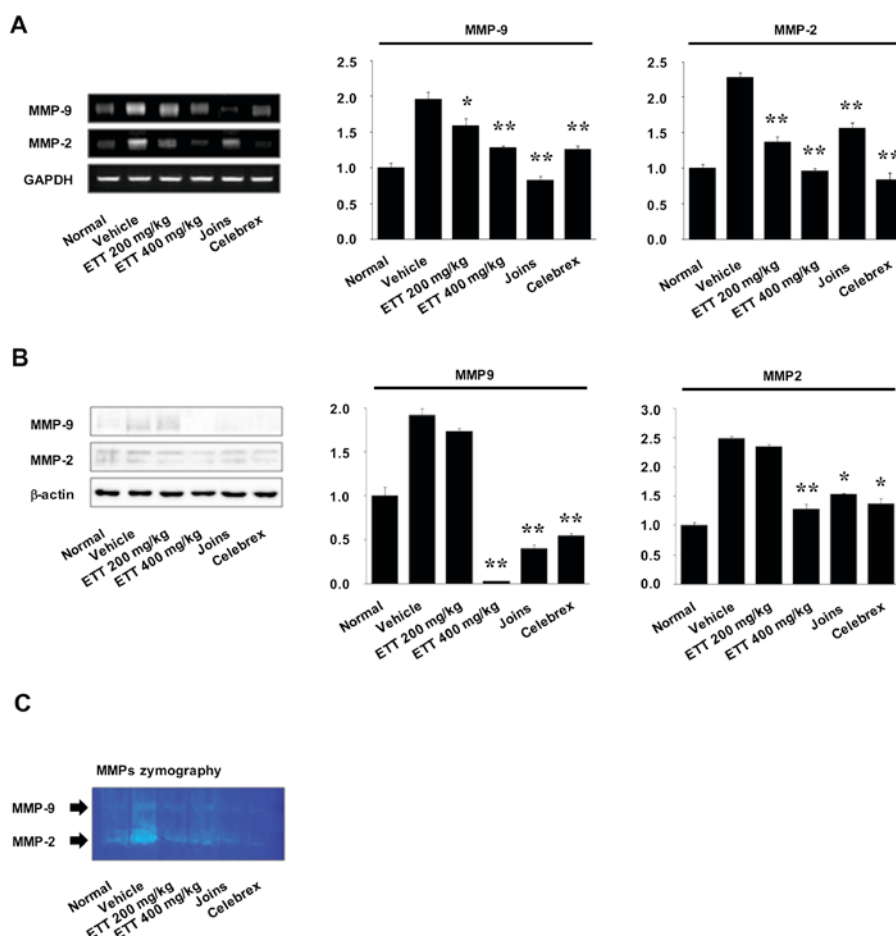 A
MMP-9
MMP-2
GAPDH
Normal
Vehicle
ETT 200 mg/kg
ETT 400 mg/kg
Joins
Celebrex
MMP-9
2.5
2.0
1.5
1.0
0.5
0.0
*
**
**
**
Normal
Vehicle
ETT 200 mg/kg
ETT 400 mg/kg
Joins
Celebrex
MMP-2
2.5
2.0
1.5
1.0
0.5
0.0
**
**
**
**
Normal
Vehicle
ETT 200 mg/kg
ETT 400 mg/kg
Joins
Celebrex
B
MMP-9
MMP-2
β-actin
Normal
Vehicle
ETT 200 mg/kg
ETT 400 mg/kg
Joins
Celebrex
MMP9
2.0
1.5
1.0
0.5
0.0
**
**
**
Normal
Vehicle
ETT 200 mg/kg
ETT 400 mg/kg
Joins
Celebrex
MMP2
3.0
2.5
2.0
1.5
1.0
0.5
0.0
**
*
*
Normal
Vehicle
ETT 200 mg/kg
ETT 400 mg/kg
Joins
Celebrex
C
MMPs zymography
MMP-9
MMP-2
Normal
Vehicle
ETT 200 mg/kg
ETT 400 mg/kg
Joins
Celebrex